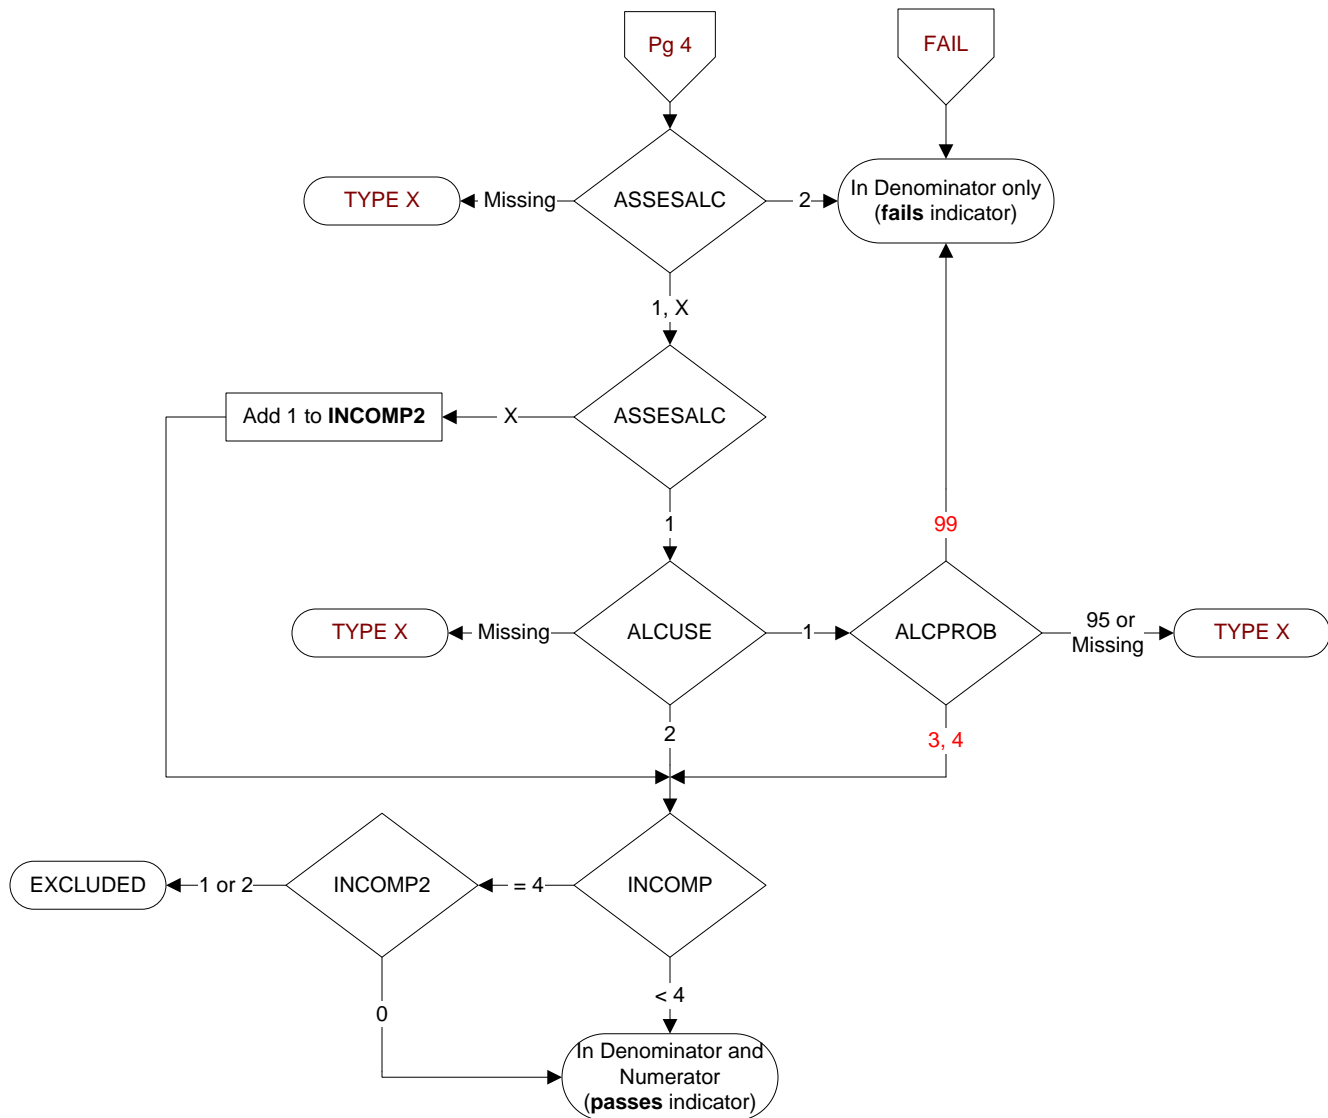 Pg 4
FAIL
TYPE X
Missing
ASSESALC
2
In Denominator only
(fails indicator)
1, X
Add 1 to INCOMP2
X
ASSESALC
1
99
TYPE X
Missing
ALCUSE
1
ALCPROB
95 or
Missing
TYPE X
2
3, 4
EXCLUDED
1 or 2
INCOMP2
= 4
INCOMP
0
< 4
In Denominator and
Numerator
(passes indicator)